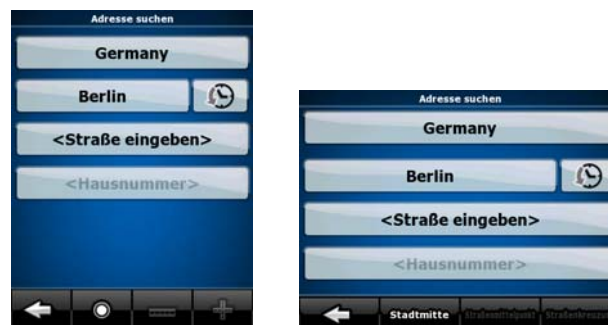 Adresse suchen
Germany
Berlin
<Straße eingeben>
<Hausnummer>
Adresse suchen
Germany
Berlin
<Straße eingeben>
<Hausnummer>
Stadtmitte